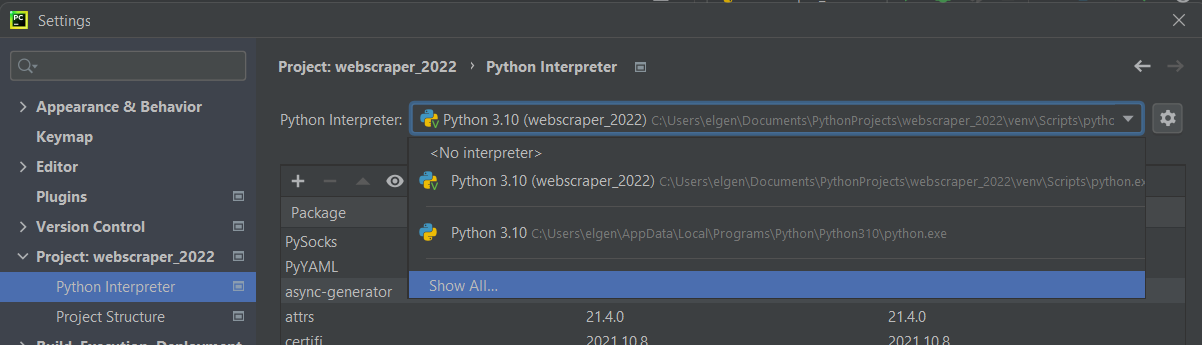 PC Settings
Project: webscraper_2022 › Python Interpreter
Appearance & Behavior
Python Interpreter: Python 3.10 (webscraper_2022) C:\Users\elgen\Documents\PythonProjects\webscraper_2022\venv\Scripts\pythc
Keymap
<No interpreter>
Editor
Python 3.10 (webscraper_2022) C:\Users\elgen\Documents\PythonProjects\webscraper_2022\venv\Scripts\python.ex
Plugins
Package
Version Control
Python 3.10 C:\Users\elgen\AppData\Local\Programs\Python\Python310\python.exe
PySocks
Project: webscraper_2022
PyYAML
Python Interpreter
Show All...
async-generator
Project Structure
attrs 21.4.0 21.4.0
certifi 2021.10.8 2021.10.8
Build, Execution, Deployment